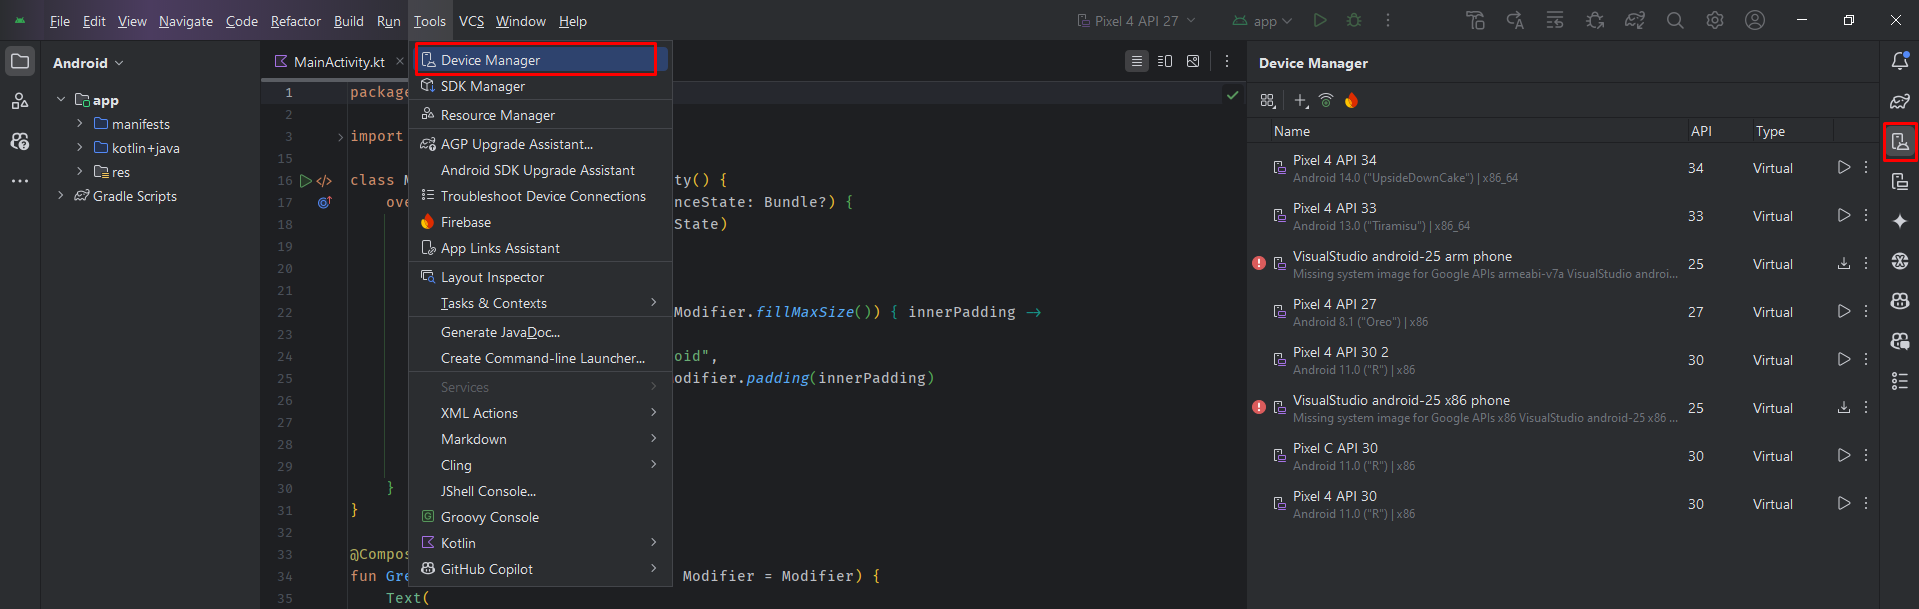 File Edit View Navigate Code Refactor Build Run Tools VCS Window Help
Pixel 4 API 27
app
Android
app
manifests
kotlin+java
res
Gradle Scripts
MainActivity.kt
1 package
2
3 import
15
16 class M ty() {
17 ove nceState: Bundle?) {
18 State)
19
20
21
22 Modifier.fillMaxSize()) { innerPadding ->
23
24 oid",
25 odifier.padding(innerPadding)
26
27
28
29
30 }
31 }
32
33 @Compos
34 fun Gre Modifier = Modifier) {
35 Text(
Device Manager
SDK Manager
Resource Manager
AGP Upgrade Assistant...
Android SDK Upgrade Assistant
Troubleshoot Device Connections
Firebase
App Links Assistant
Layout Inspector
Tasks & Contexts
Generate JavaDoc...
Create Command-line Launcher...
Services
XML Actions
Markdown
Cling
JShell Console...
Groovy Console
Kotlin
GitHub Copilot
Device Manager
Name API Type
Pixel 4 API 34
Android 14.0 ("UpsideDownCake") | x86_64
34 Virtual
Pixel 4 API 33
Android 13.0 ("Tiramisu") | x86_64
33 Virtual
VisualStudio android-25 arm phone
Missing system image for Google APIs armeabi-v7a VisualStudio androi...
25 Virtual
Pixel 4 API 27
Android 8.1 ("Oreo") | x86
27 Virtual
Pixel 4 API 30 2
Android 11.0 ("R") | x86
30 Virtual
VisualStudio android-25 x86 phone
Missing system image for Google APIs x86 VisualStudio android-25 x86 ...
25 Virtual
Pixel C API 30
Android 11.0 ("R") | x86
30 Virtual
Pixel 4 API 30
Android 11.0 ("R") | x86
30 Virtual